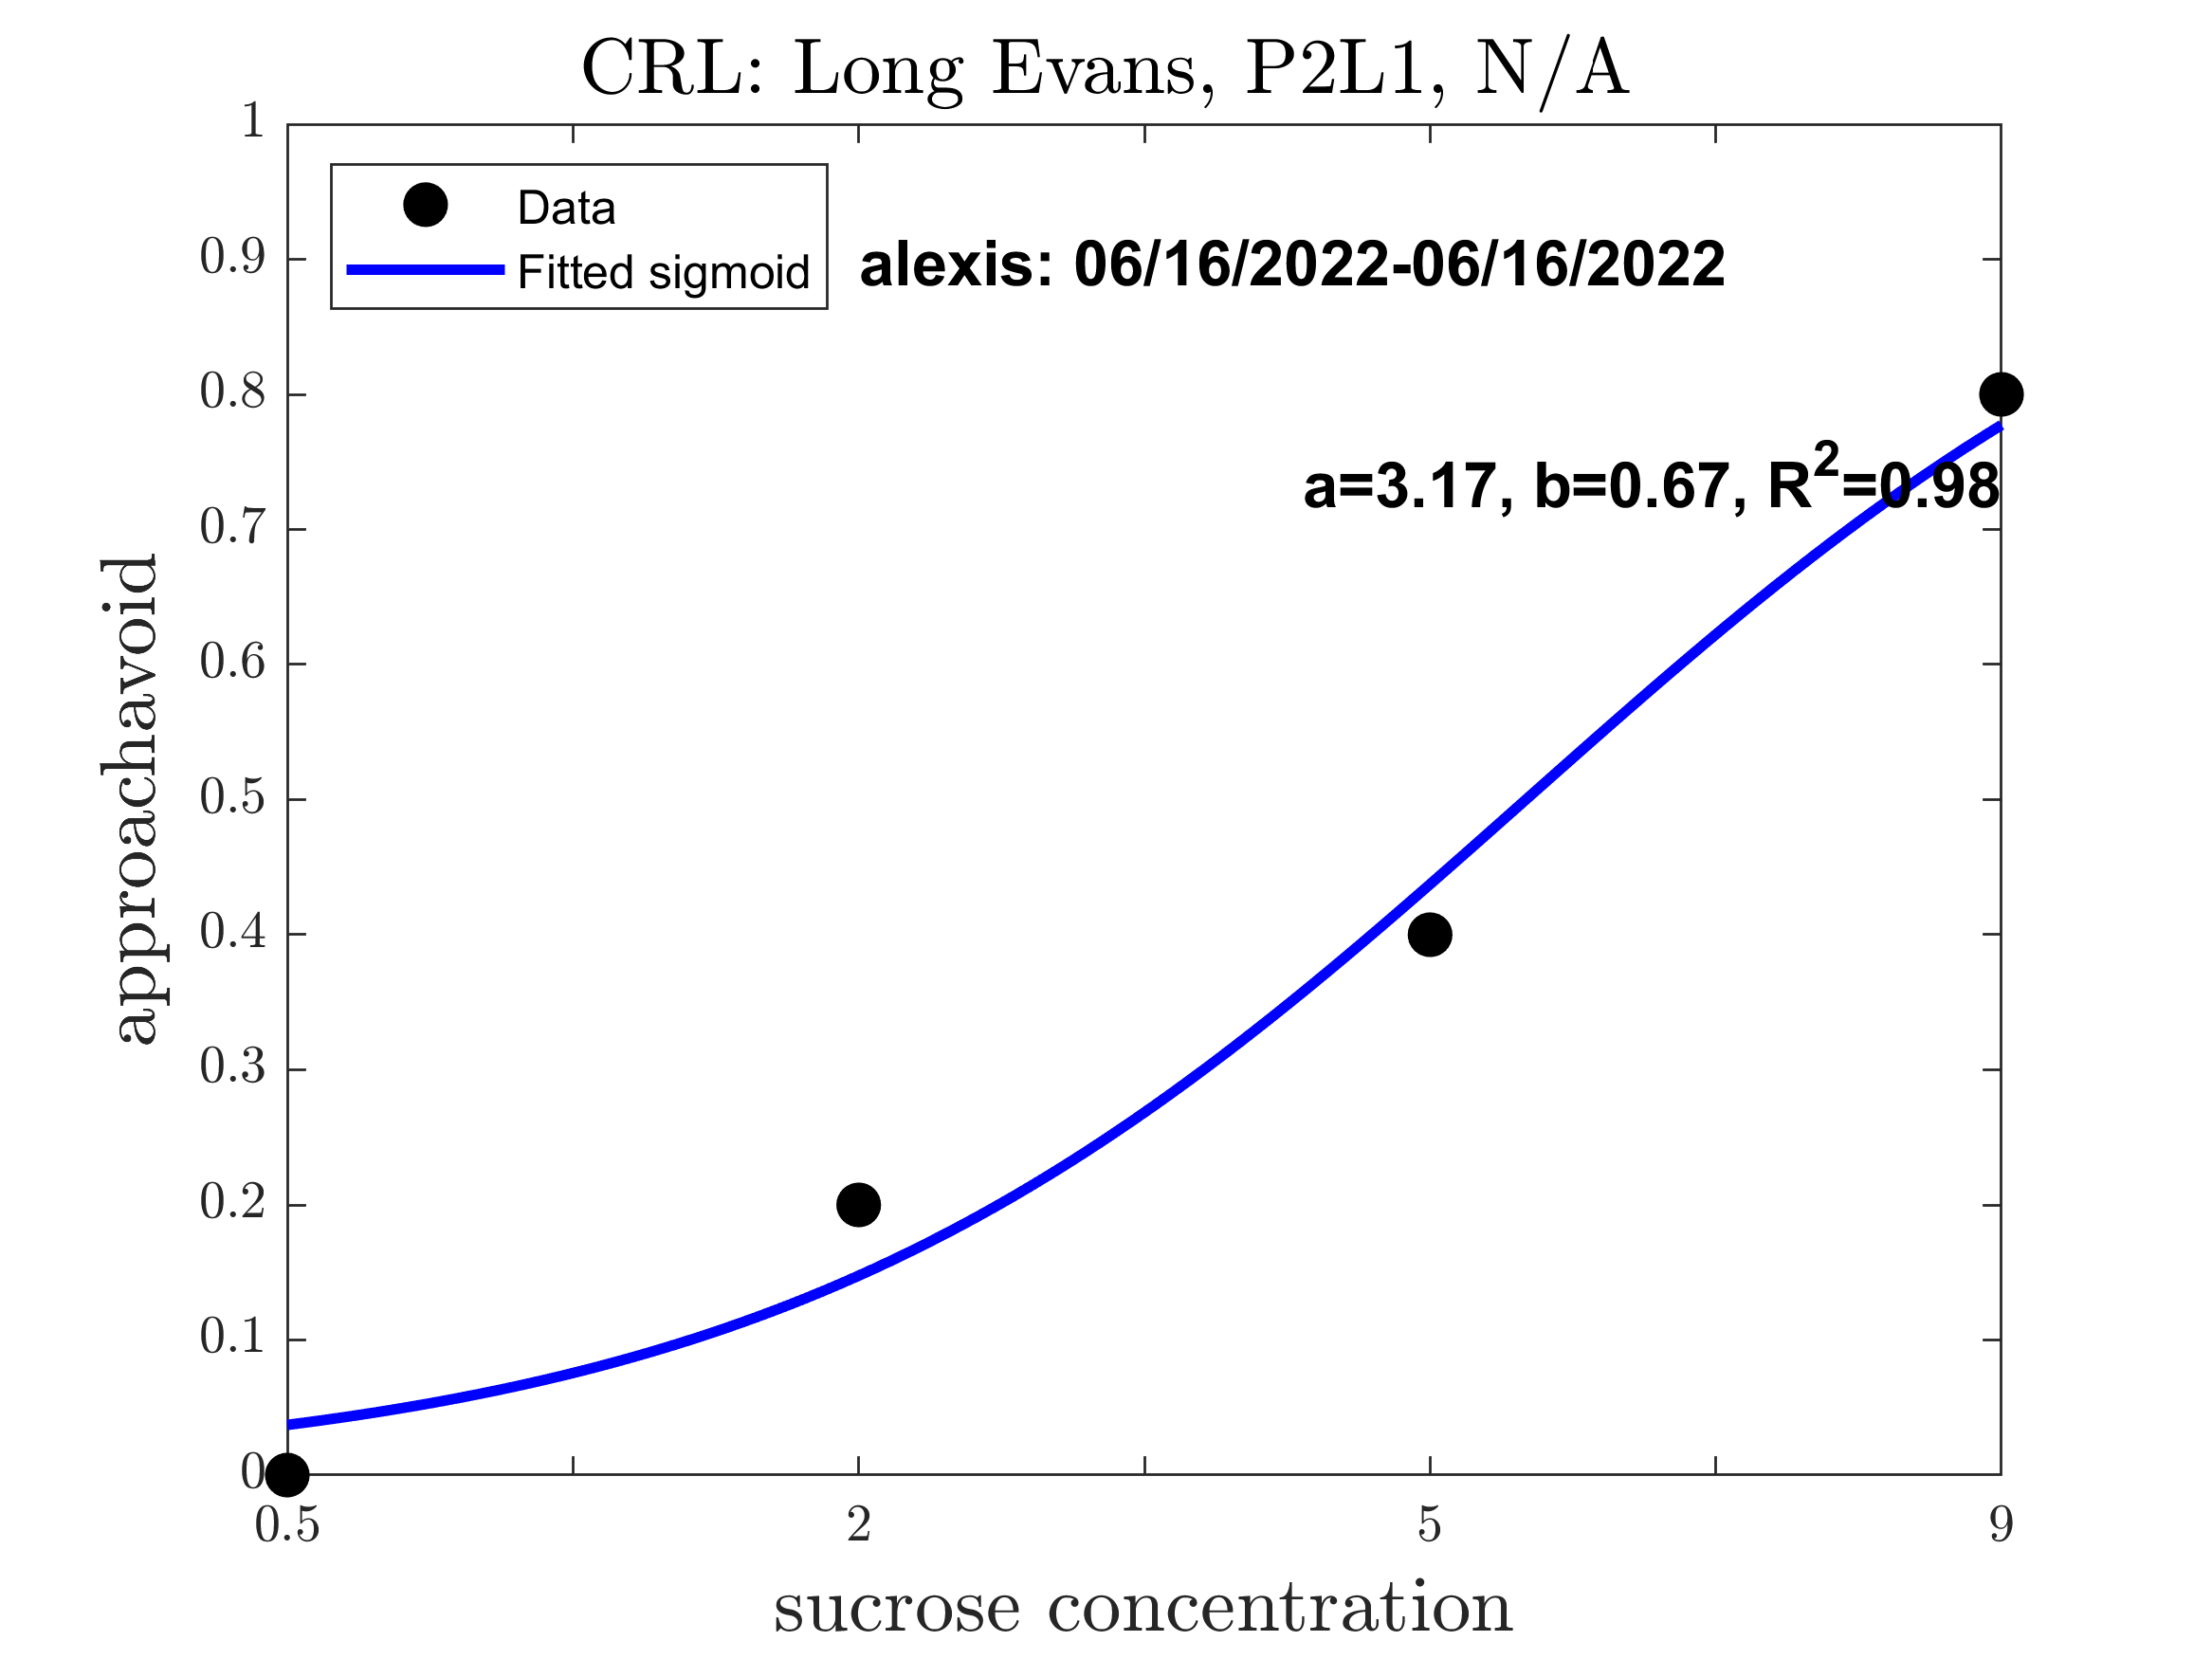 CRL: Long Evans, P2L1, N/A
1
0.9
0.8
0.7
0.6
0.5
0.4
0.3
0.2
0.1
0
Data
Fitted sigmoid
alexis: 06/16/2022-06/16/2022
a=3.17, b=0.67, R²=0.98
approachavoid
0.5 2 5 9
sucrose concentration